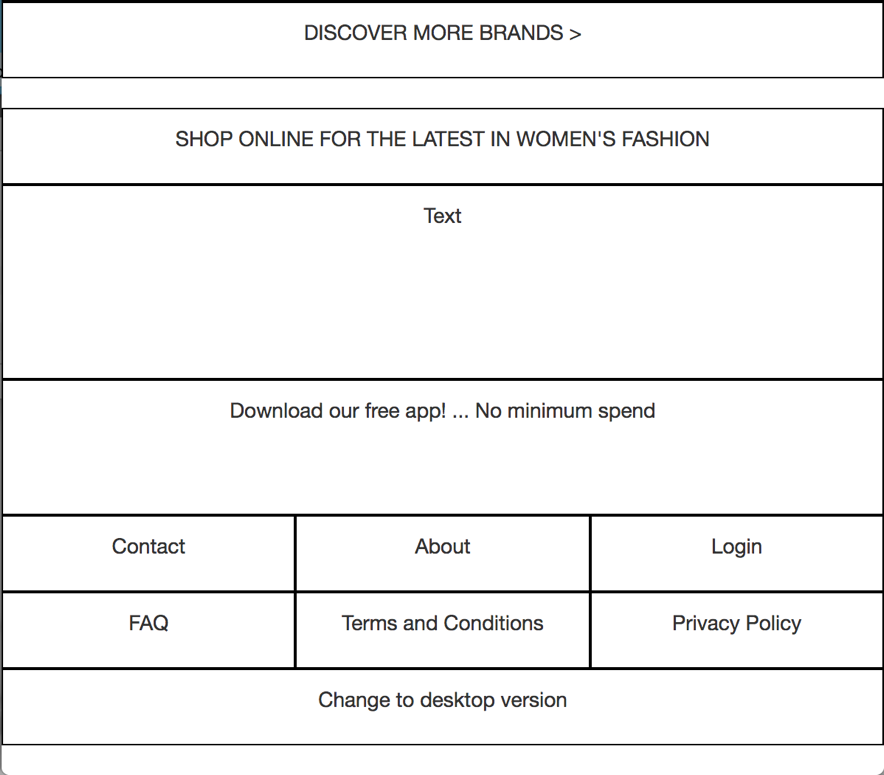 DISCOVER MORE BRANDS >
SHOP ONLINE FOR THE LATEST IN WOMEN'S FASHION
Text
Download our free app! ... No minimum spend
Contact About Login
FAQ Terms and Conditions Privacy Policy
Change to desktop version